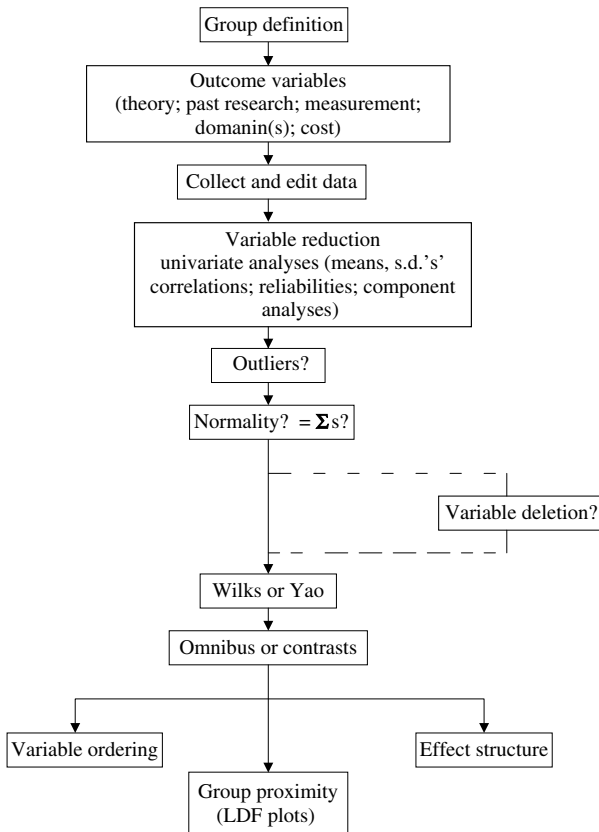 Group definition
Outcome variables
(theory; past research; measurement;
domanin(s); cost)
Collect and edit data
Variable reduction
univariate analyses (means, s.d.'s'
correlations; reliabilities; component
analyses)
Outliers?
Normality? = Σs?
Variable deletion?
Wilks or Yao
Omnibus or contrasts
Variable ordering
Effect structure
Group proximity
(LDF plots)